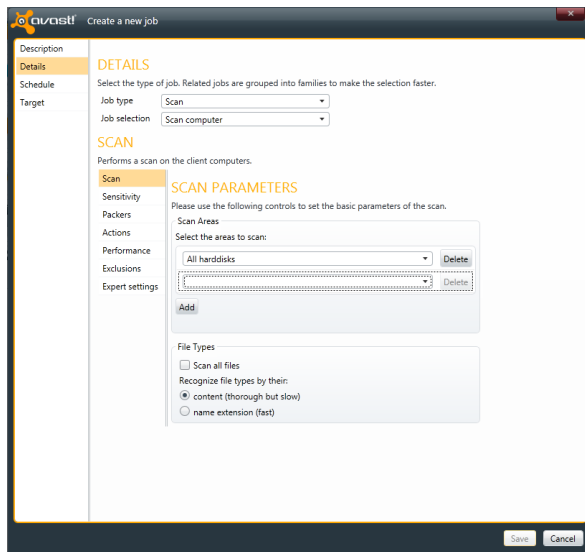 avast! Create a new job
Description
Details
Schedule
Target
DETAILS
Select the type of job. Related jobs are grouped into families to make the selection faster.
Job type Scan
Job selection Scan computer
SCAN
Performs a scan on the client computers.
Scan
Sensitivity
Packers
Actions
Performance
Exclusions
Expert settings
SCAN PARAMETERS
Please use the following controls to set the basic parameters of the scan.
Scan Areas
Select the areas to scan:
All harddisks Delete
Delete
Add
File Types
Scan all files
Recognize file types by their:
content (thorough but slow)
name extension (fast)
Save Cancel